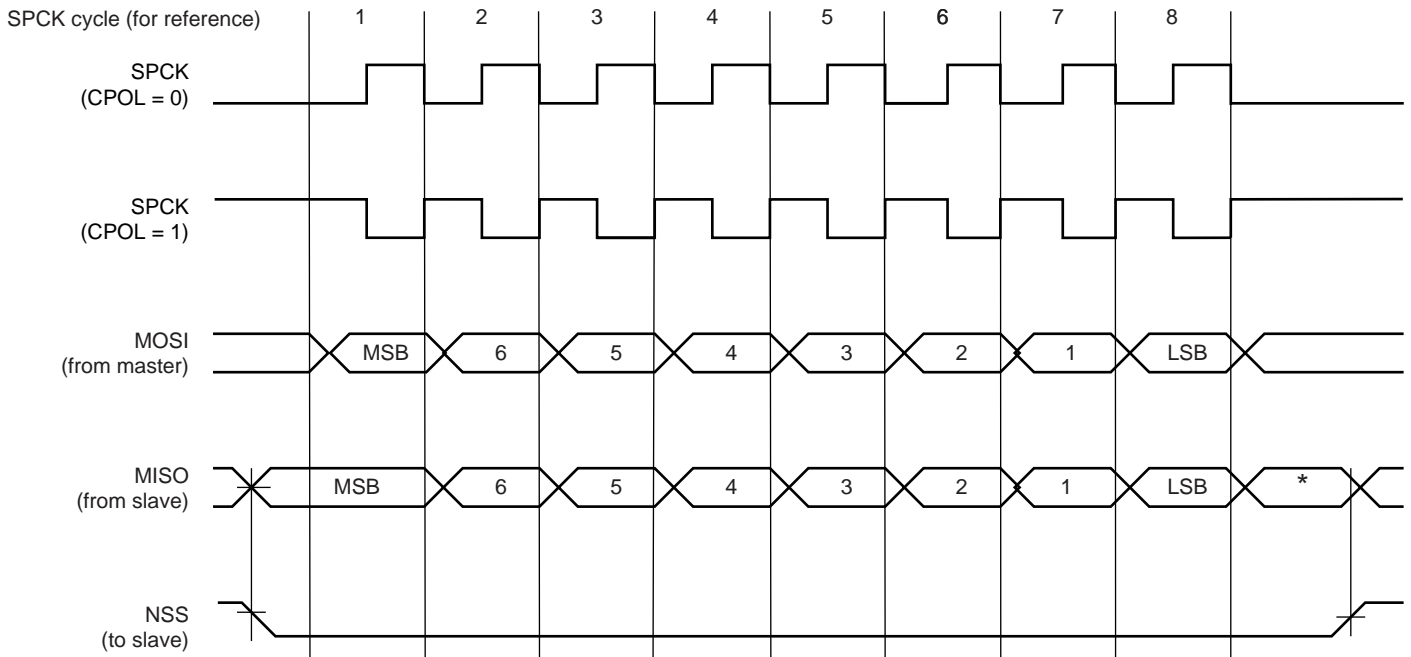 SPCK cycle (for reference) 1 2 3 4 5 6 7 8
SPCK
(CPOL = 0)
SPCK
(CPOL = 1)
MOSI
(from master)
MSB 6 5 4 3 2 1 LSB
MISO
(from slave)
MSB 6 5 4 3 2 1 LSB *
NSS
(to slave)